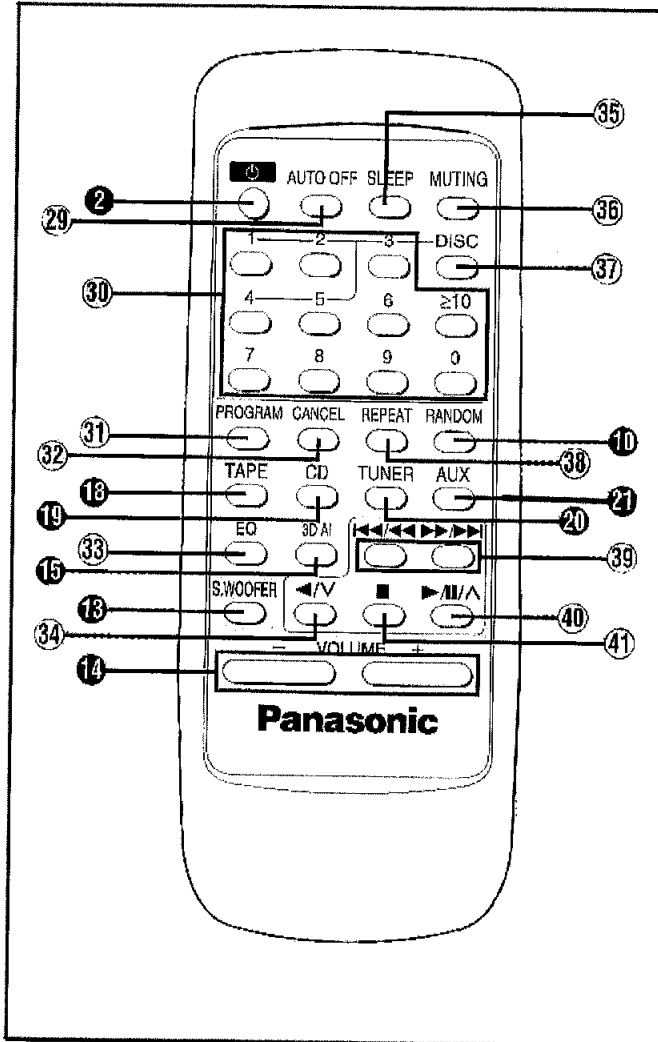 35
⏻ AUTO OFF SLEEP MUTING
2
29
36
1 2 3 DISC
37
30
4 5 6 ≥10
7 8 9 0
PROGRAM CANCEL REPEAT RANDOM
31
32
38
10
TAPE CD TUNER AUX
18
19
20
21
EQ 3D AI ⏮◀/◀◀ ▶▶/▶▶⏭
33
15
39
S.WOOFER ◀/∨ ■ ▶/⏸/∧
13
34
40
41
− VOLUME +
14
Panasonic